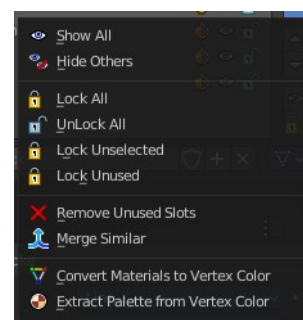 Show All
Hide Others
Lock All
UnLock All
Lock Unselected
Lock Unused
Remove Unused Slots
Merge Similar
Convert Materials to Vertex Color
Extract Palette from Vertex Color